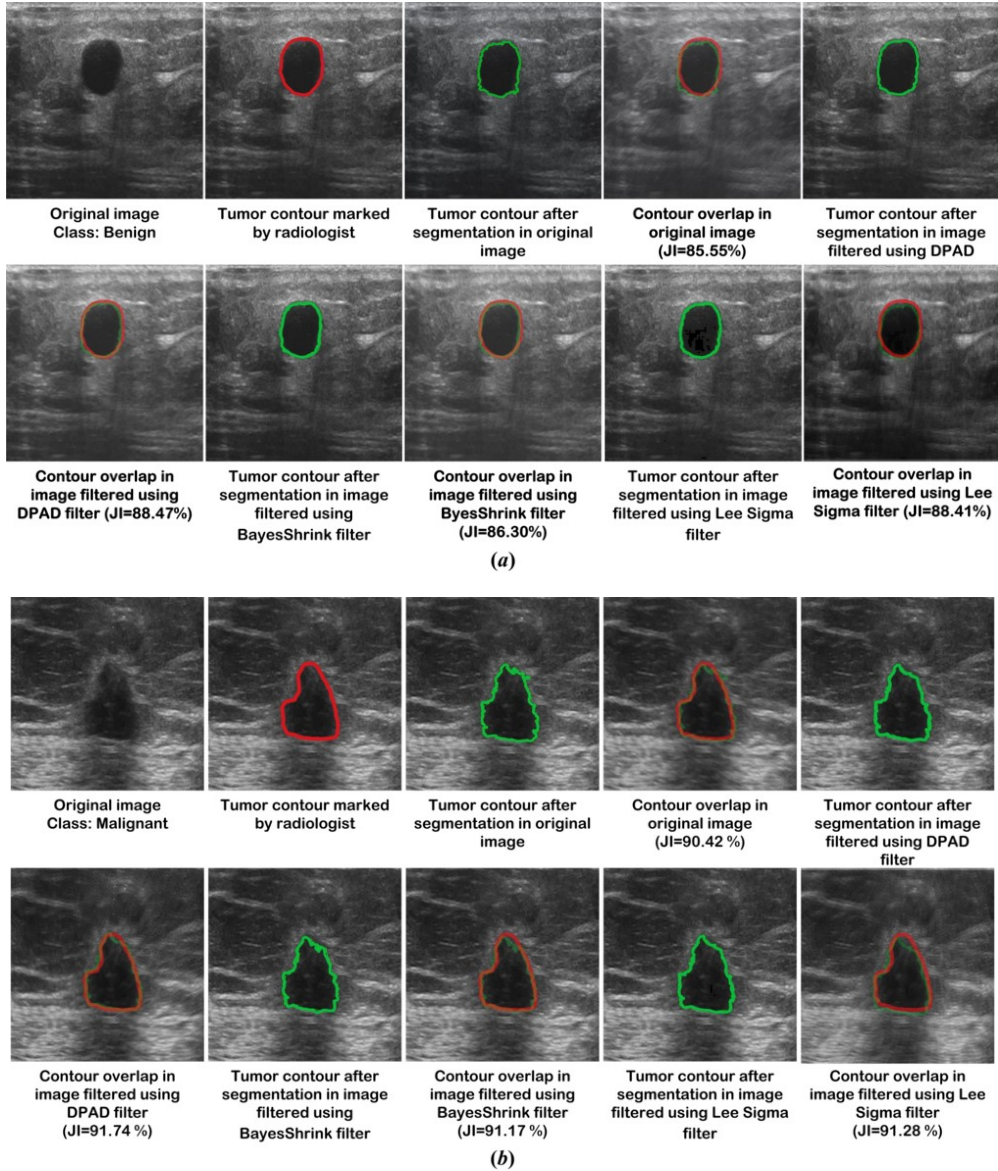 Original image
Class: Benign
Tumor contour marked
by radiologist
Tumor contour after
segmentation in original
image
Contour overlap in
original image
(JI=85.55%)
Tumor contour after
segmentation in image
filtered using DPAD
Contour overlap in
image filtered using
DPAD filter (JI=88.47%)
Tumor contour after
segmentation in image
filtered using
BayesShrink filter
Contour overlap in
image filtered using
ByesShrink filter
(JI=86.30%)
Tumor contour after
segmentation in image
filtered using Lee Sigma
filter
Contour overlap in
image filtered using Lee
Sigma filter (JI=88.41%)
(a)
Original image
Class: Malignant
Tumor contour marked
by radiologist
Tumor contour after
segmentation in original
image
Contour overlap in
original image
(JI=90.42 %)
Tumor contour after
segmentation in image
filtered using DPAD
filter
Contour overlap in
image filtered using
DPAD filter
(JI=91.74 %)
Tumor contour after
segmentation in image
filtered using
BayesShrink filter
Contour overlap in
image filtered using
BayesShrink filter
(JI=91.17 %)
Tumor contour after
segmentation in image
filtered using Lee Sigma
filter
Contour overlap in
image filtered using Lee
Sigma filter
(JI=91.28 %)
(b)